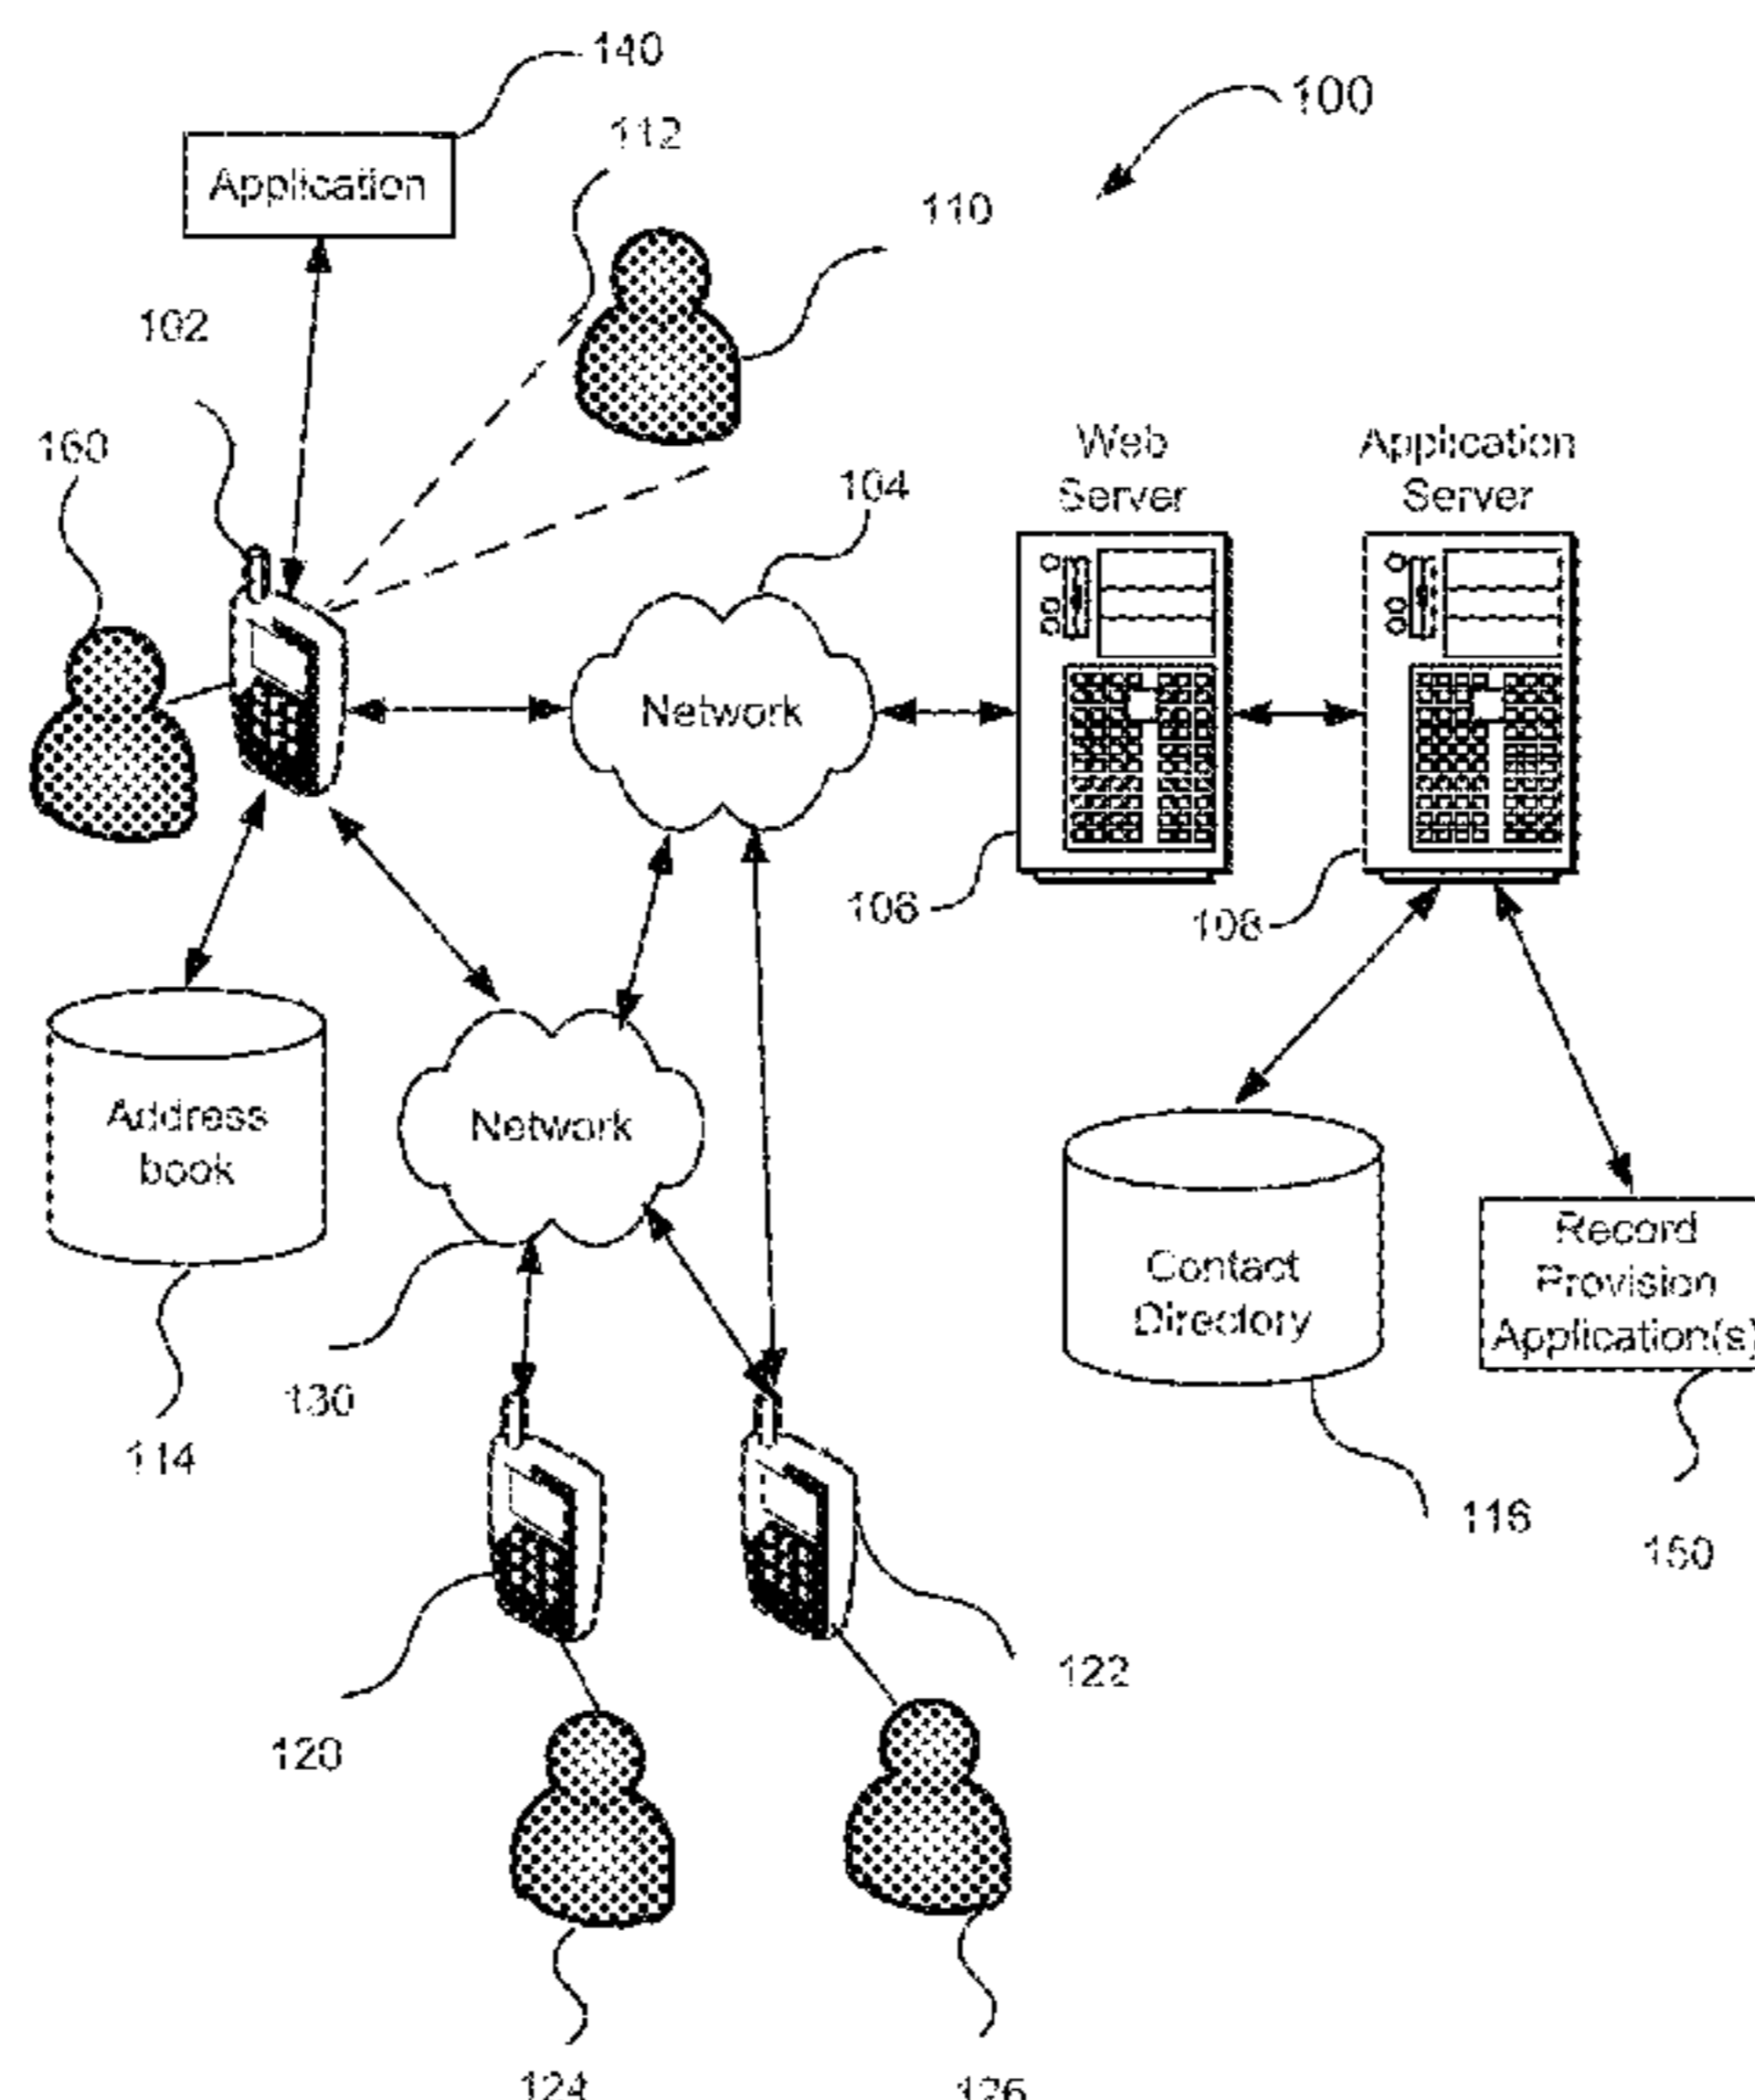 140
100
112
110
Application
102
160
Web
Server
Application
Server
104
Network
106
108
Address
book
Network
Contact
Directory
Record
Provision
Application(s)
130
114
116
150
122
120
124
126